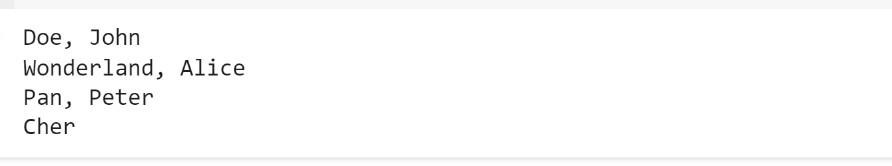 Doe, John
Wonderland, Alice
Pan, Peter
Cher